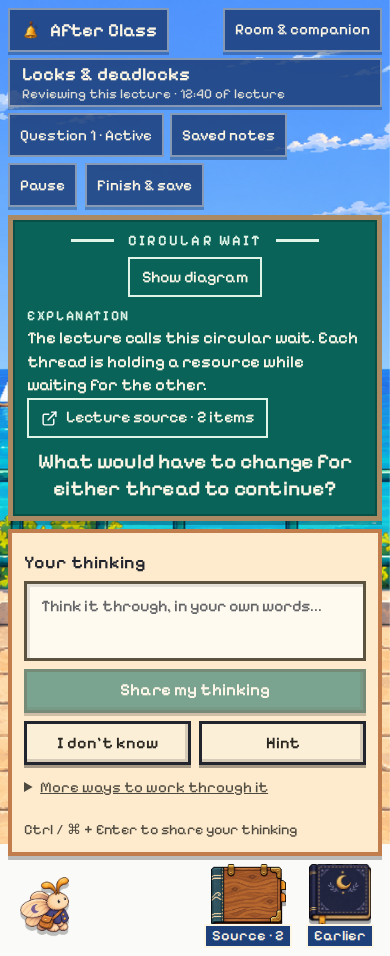 After Class
Room & companion
Locks & deadlocks
Reviewing this lecture · 18:40 of lecture
Question 1 · Active
Saved notes
Pause
Finish & save
CIRCULAR WAIT
Show diagram
EXPLANATION
The lecture calls this circular wait. Each
thread is holding a resource while
waiting for the other.
Lecture source · 2 items
What would have to change for
either thread to continue?
Your thinking
Think it through, in your own words...
Share my thinking
I don't know
Hint
More ways to work through it
Ctrl / ⌘ + Enter to share your thinking
Source · 2
Earlier